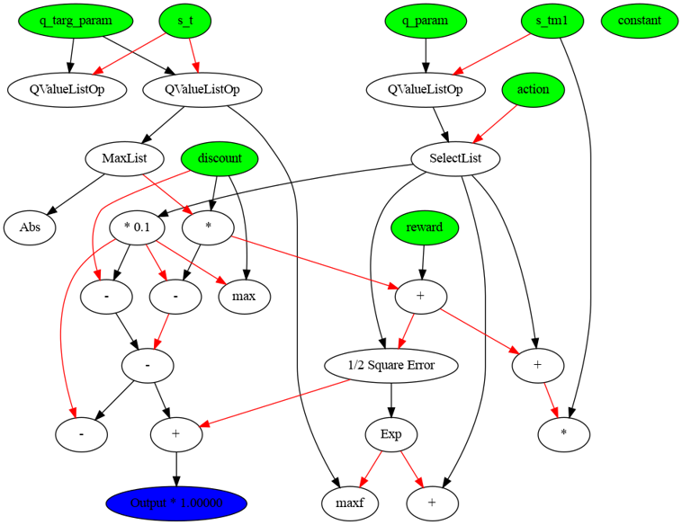 q_targ_param
s_t
q_param
s_tm1
constant
QValueListOp
QValueListOp
QValueListOp
action
MaxList
discount
SelectList
Abs
* 0.1
*
reward
-
-
max
+
-
1/2 Square Error
+
-
+
Exp
*
Output *:1.00000
maxf
+